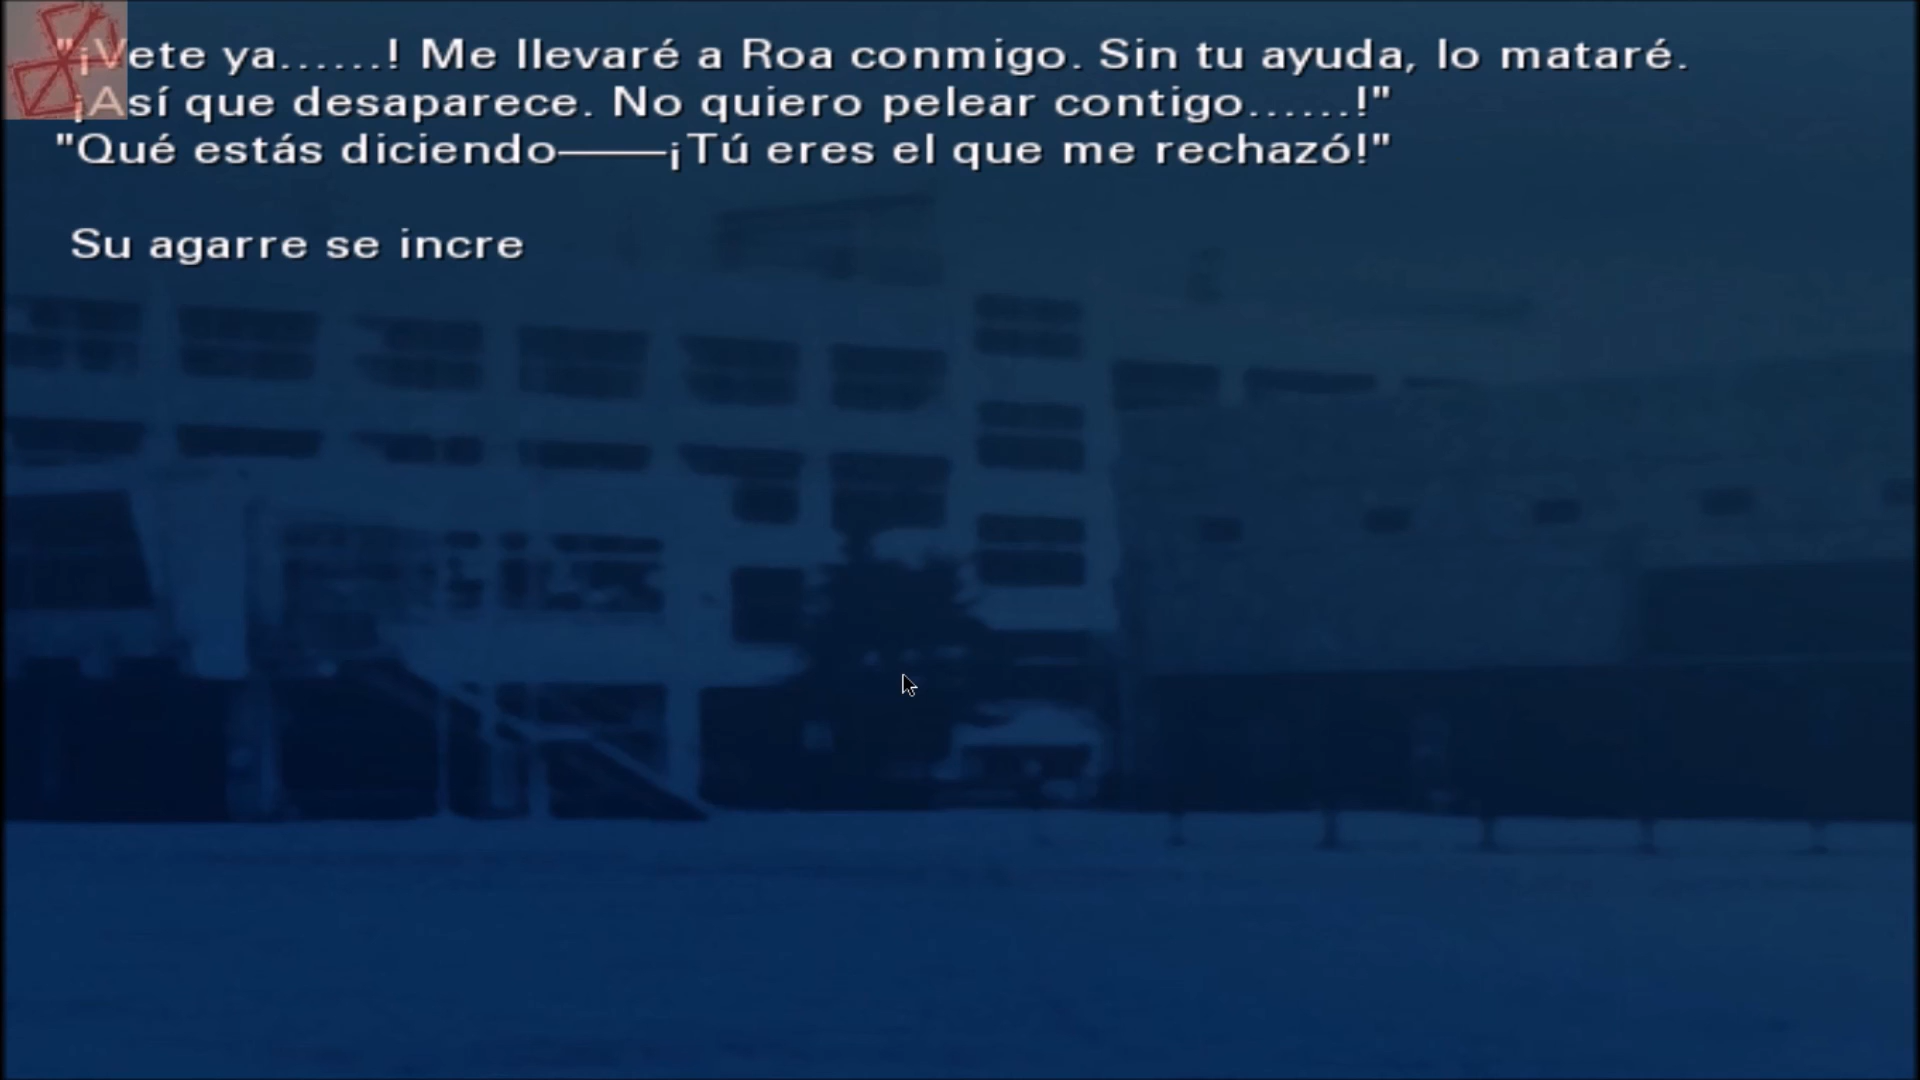 "¡Vete ya......! Me llevaré a Roa conmigo. Sin tu ayuda, lo mataré.
¡Así que desaparece. No quiero pelear contigo......!"
"Qué estás diciendo───¡Tú eres el que me rechazó!"
Su agarre se incre